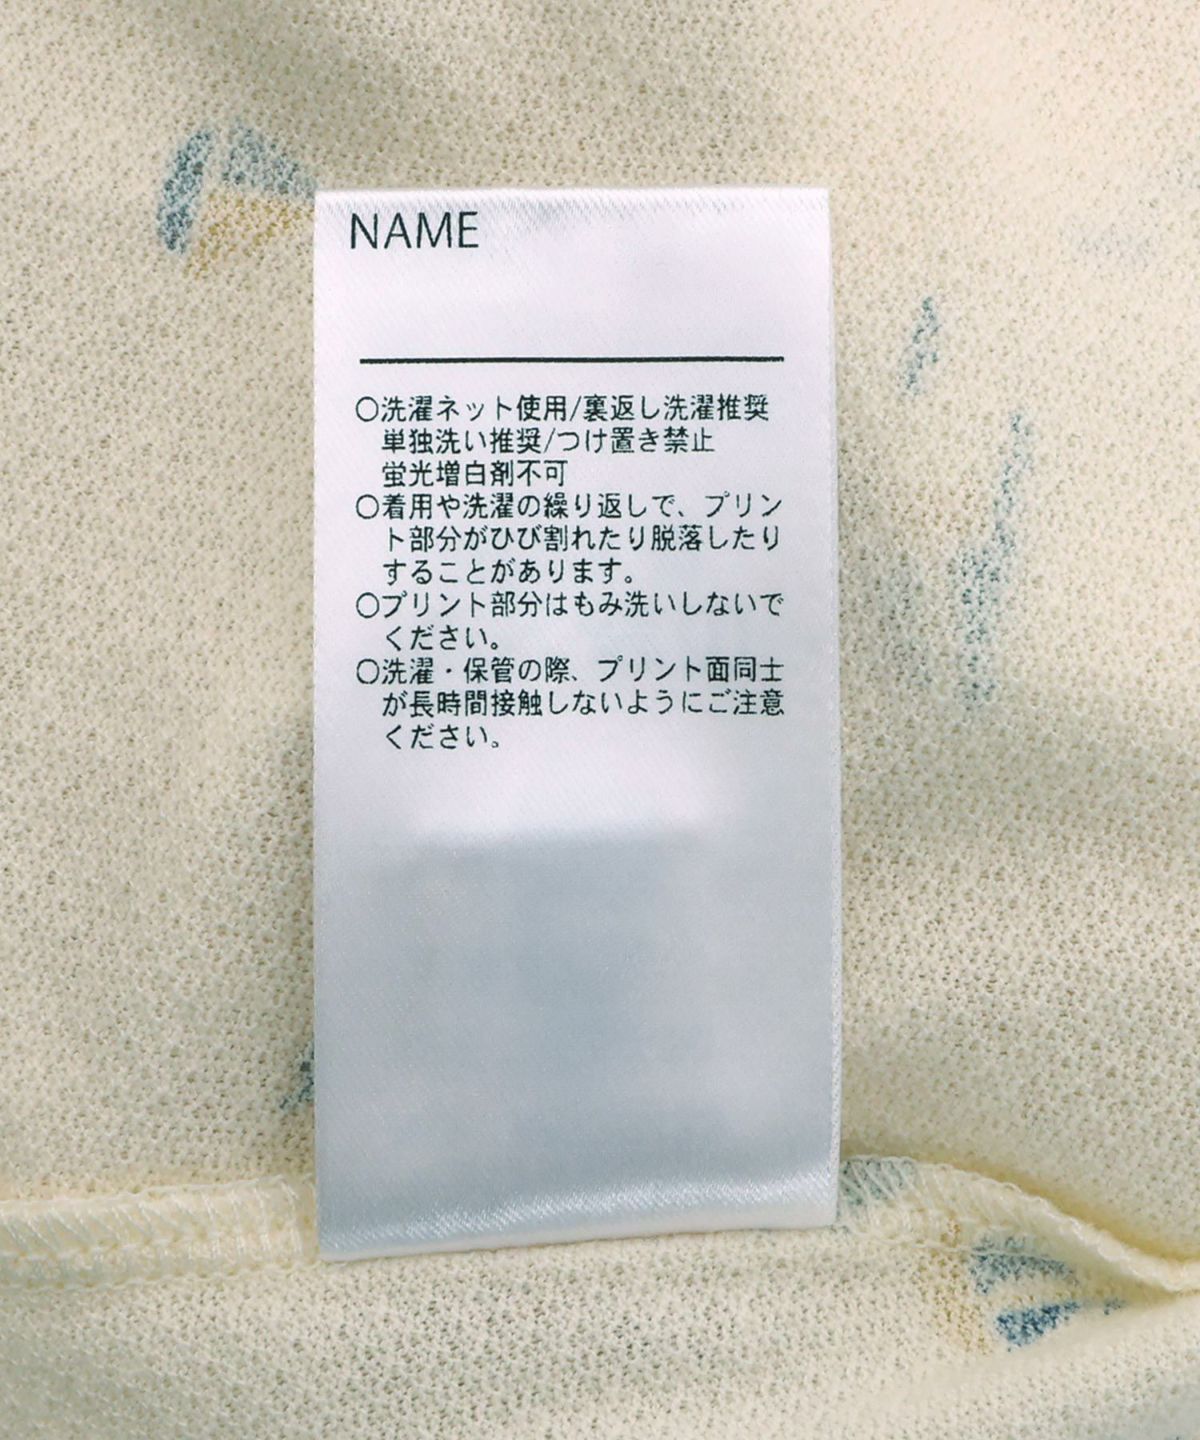 NAME
○洗濯ネット使用/裏返し洗濯推奨
単独洗い推奨/つけ置き禁止
蛍光増白剤不可
○着用や洗濯の繰り返しで、プリン
ト部分がひび割れたり脱落したり
することがあります。
○プリント部分はもみ洗いしないで
ください。
○洗濯・保管の際、プリント面同士
が長時間接触しないようにご注意
ください。